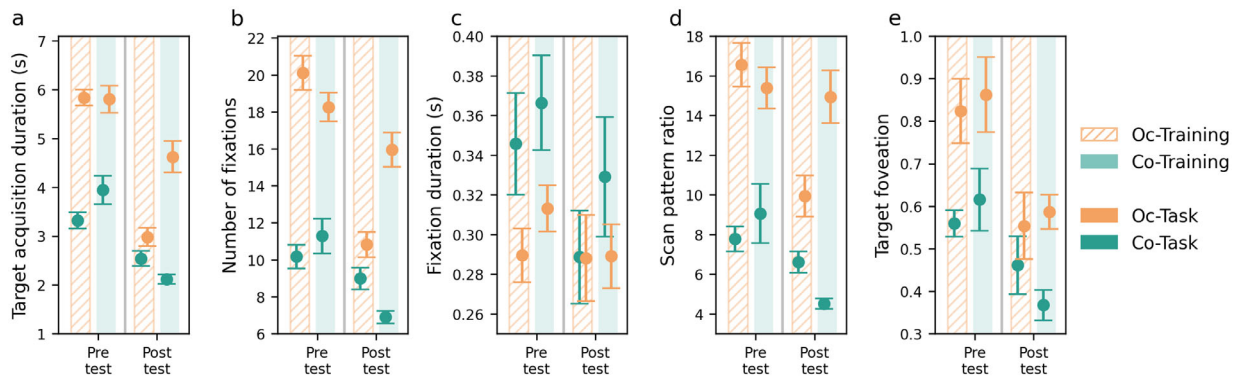 a
Target acquisition duration (s)
7
6
5
4
3
2
1
Pre
test
Post
test
b
Number of fixations
22
20
18
16
14
12
10
8
6
Pre
test
Post
test
c
Fixation duration (s)
0.40
0.38
0.36
0.34
0.32
0.30
0.28
0.26
Pre
test
Post
test
d
Scan pattern ratio
18
16
14
12
10
8
6
4
Pre
test
Post
test
e
Target foveation
1.0
0.9
0.8
0.7
0.6
0.5
0.4
0.3
Pre
test
Post
test
Oc-Training
Co-Training
Oc-Task
Co-Task